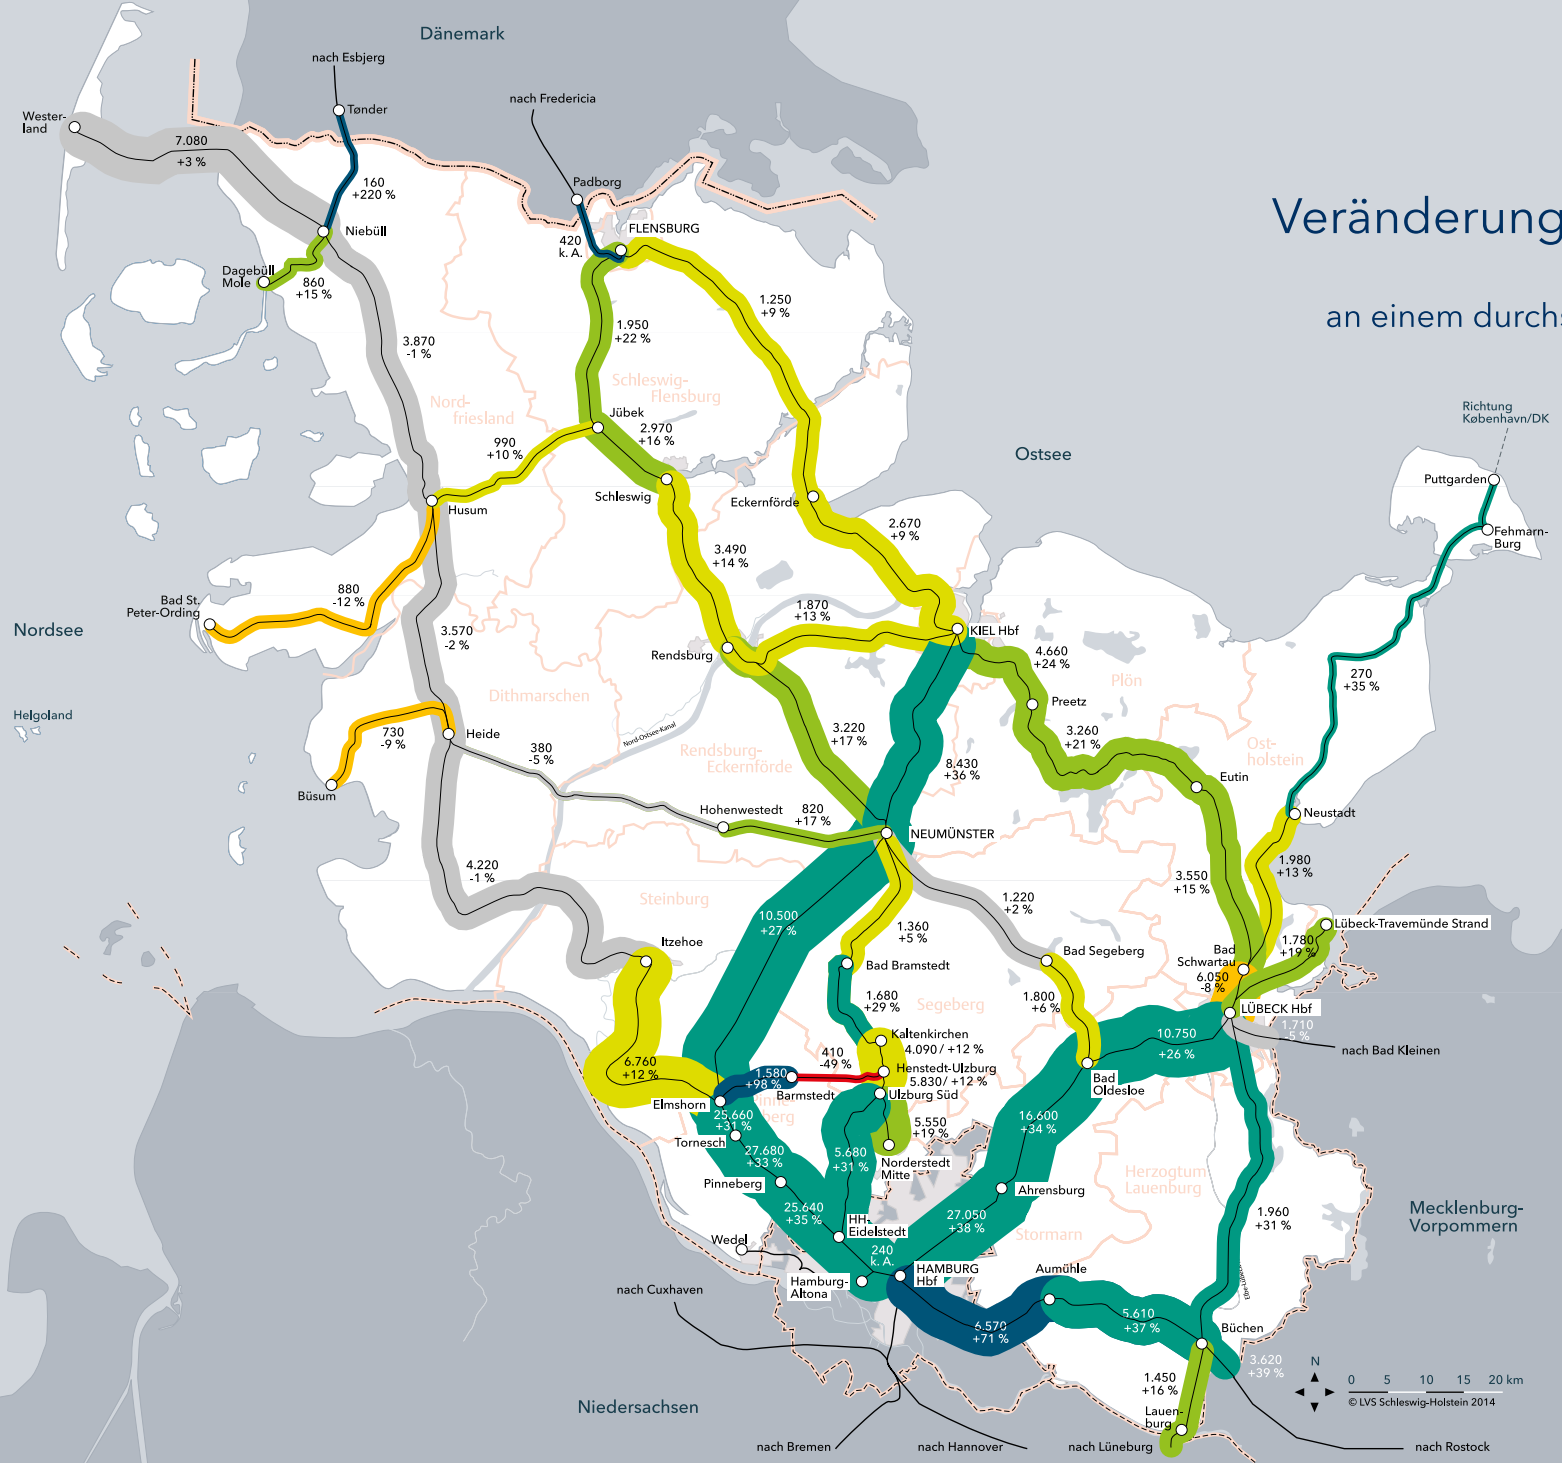 Dänemark
nach Esbjerg
Tønder
nach Fredericia
Wester-
land
7.080
+3 %
160
+220 %
Padborg
Niebüll
420
k. A.
FLENSBURG
Veränderung
Dagebüll
Mole
860
+15 %
1.250
+9 %
an einem durchs
3.870
-1 %
1.950
+22 %
Schleswig-
Flensburg
Nord-
friesland
Richtung
København/DK
Jübek
2.970
+16 %
990
+10 %
Ostsee
Puttgarden
Schleswig
Eckernförde
Husum
Fehmarn-
Burg
2.670
+9 %
3.490
+14 %
880
-12 %
Bad St.
Peter-Ording
1.870
+13 %
Nordsee
3.570
-2 %
KIEL Hbf
Rendsburg
4.660
+24 %
270
+35 %
Plön
Dithmarschen
Preetz
Helgoland
730
-9 %
Heide
Nord-Ostsee-Kanal
3.220
+17 %
3.260
+21 %
Ost-
holstein
380
-5 %
Rendsburg-
Eckernförde
8.430
+36 %
Eutin
Büsum
Hohenwestedt
820
+17 %
Neustadt
NEUMÜNSTER
4.220
-1 %
1.980
+13 %
3.550
+15 %
Steinburg
1.220
+2 %
10.500
+27 %
1.360
+5 %
Lübeck-Travemünde Strand
Itzehoe
1.780
+19 %
Bad Segeberg
Bad
Schwartau
Bad Bramstedt
6.050
-8 %
1.680
+29 %
Segeberg
1.800
+6 %
LÜBECK Hbf
Kaltenkirchen
4.090 / +12 %
10.750
+26 %
1.710
-5 %
nach Bad Kleinen
410
-49 %
6.760
+12 %
1.580
+98 %
Henstedt-Ulzburg
5.830/ +12 %
Barmstedt
Ulzburg Süd
Bad
Oldesloe
Elmshorn
Pinne-
berg
25.660
+31 %
16.600
+34 %
5.550
+19 %
Tornesch
27.680
+33 %
5.680
+31 %
Norderstedt
Mitte
Herzogtum
Lauenburg
Pinneberg
Ahrensburg
25.640
+35 %
27.050
+38 %
1.960
+31 %
Mecklenburg-
Vorpommern
HH-
Eidelstedt
Stormarn
Wedel
240
k. A.
HAMBURG
Hbf
Aumühle
Hamburg-
Altona
nach Cuxhaven
5.610
+37 %
6.570
+71 %
Büchen
3.620
+39 %
N
1.450
+16 %
0 5 10 15 20 km
© LVS Schleswig-Holstein 2014
Niedersachsen
Lauen-
burg
nach Bremen
nach Hannover
nach Lüneburg
nach Rostock